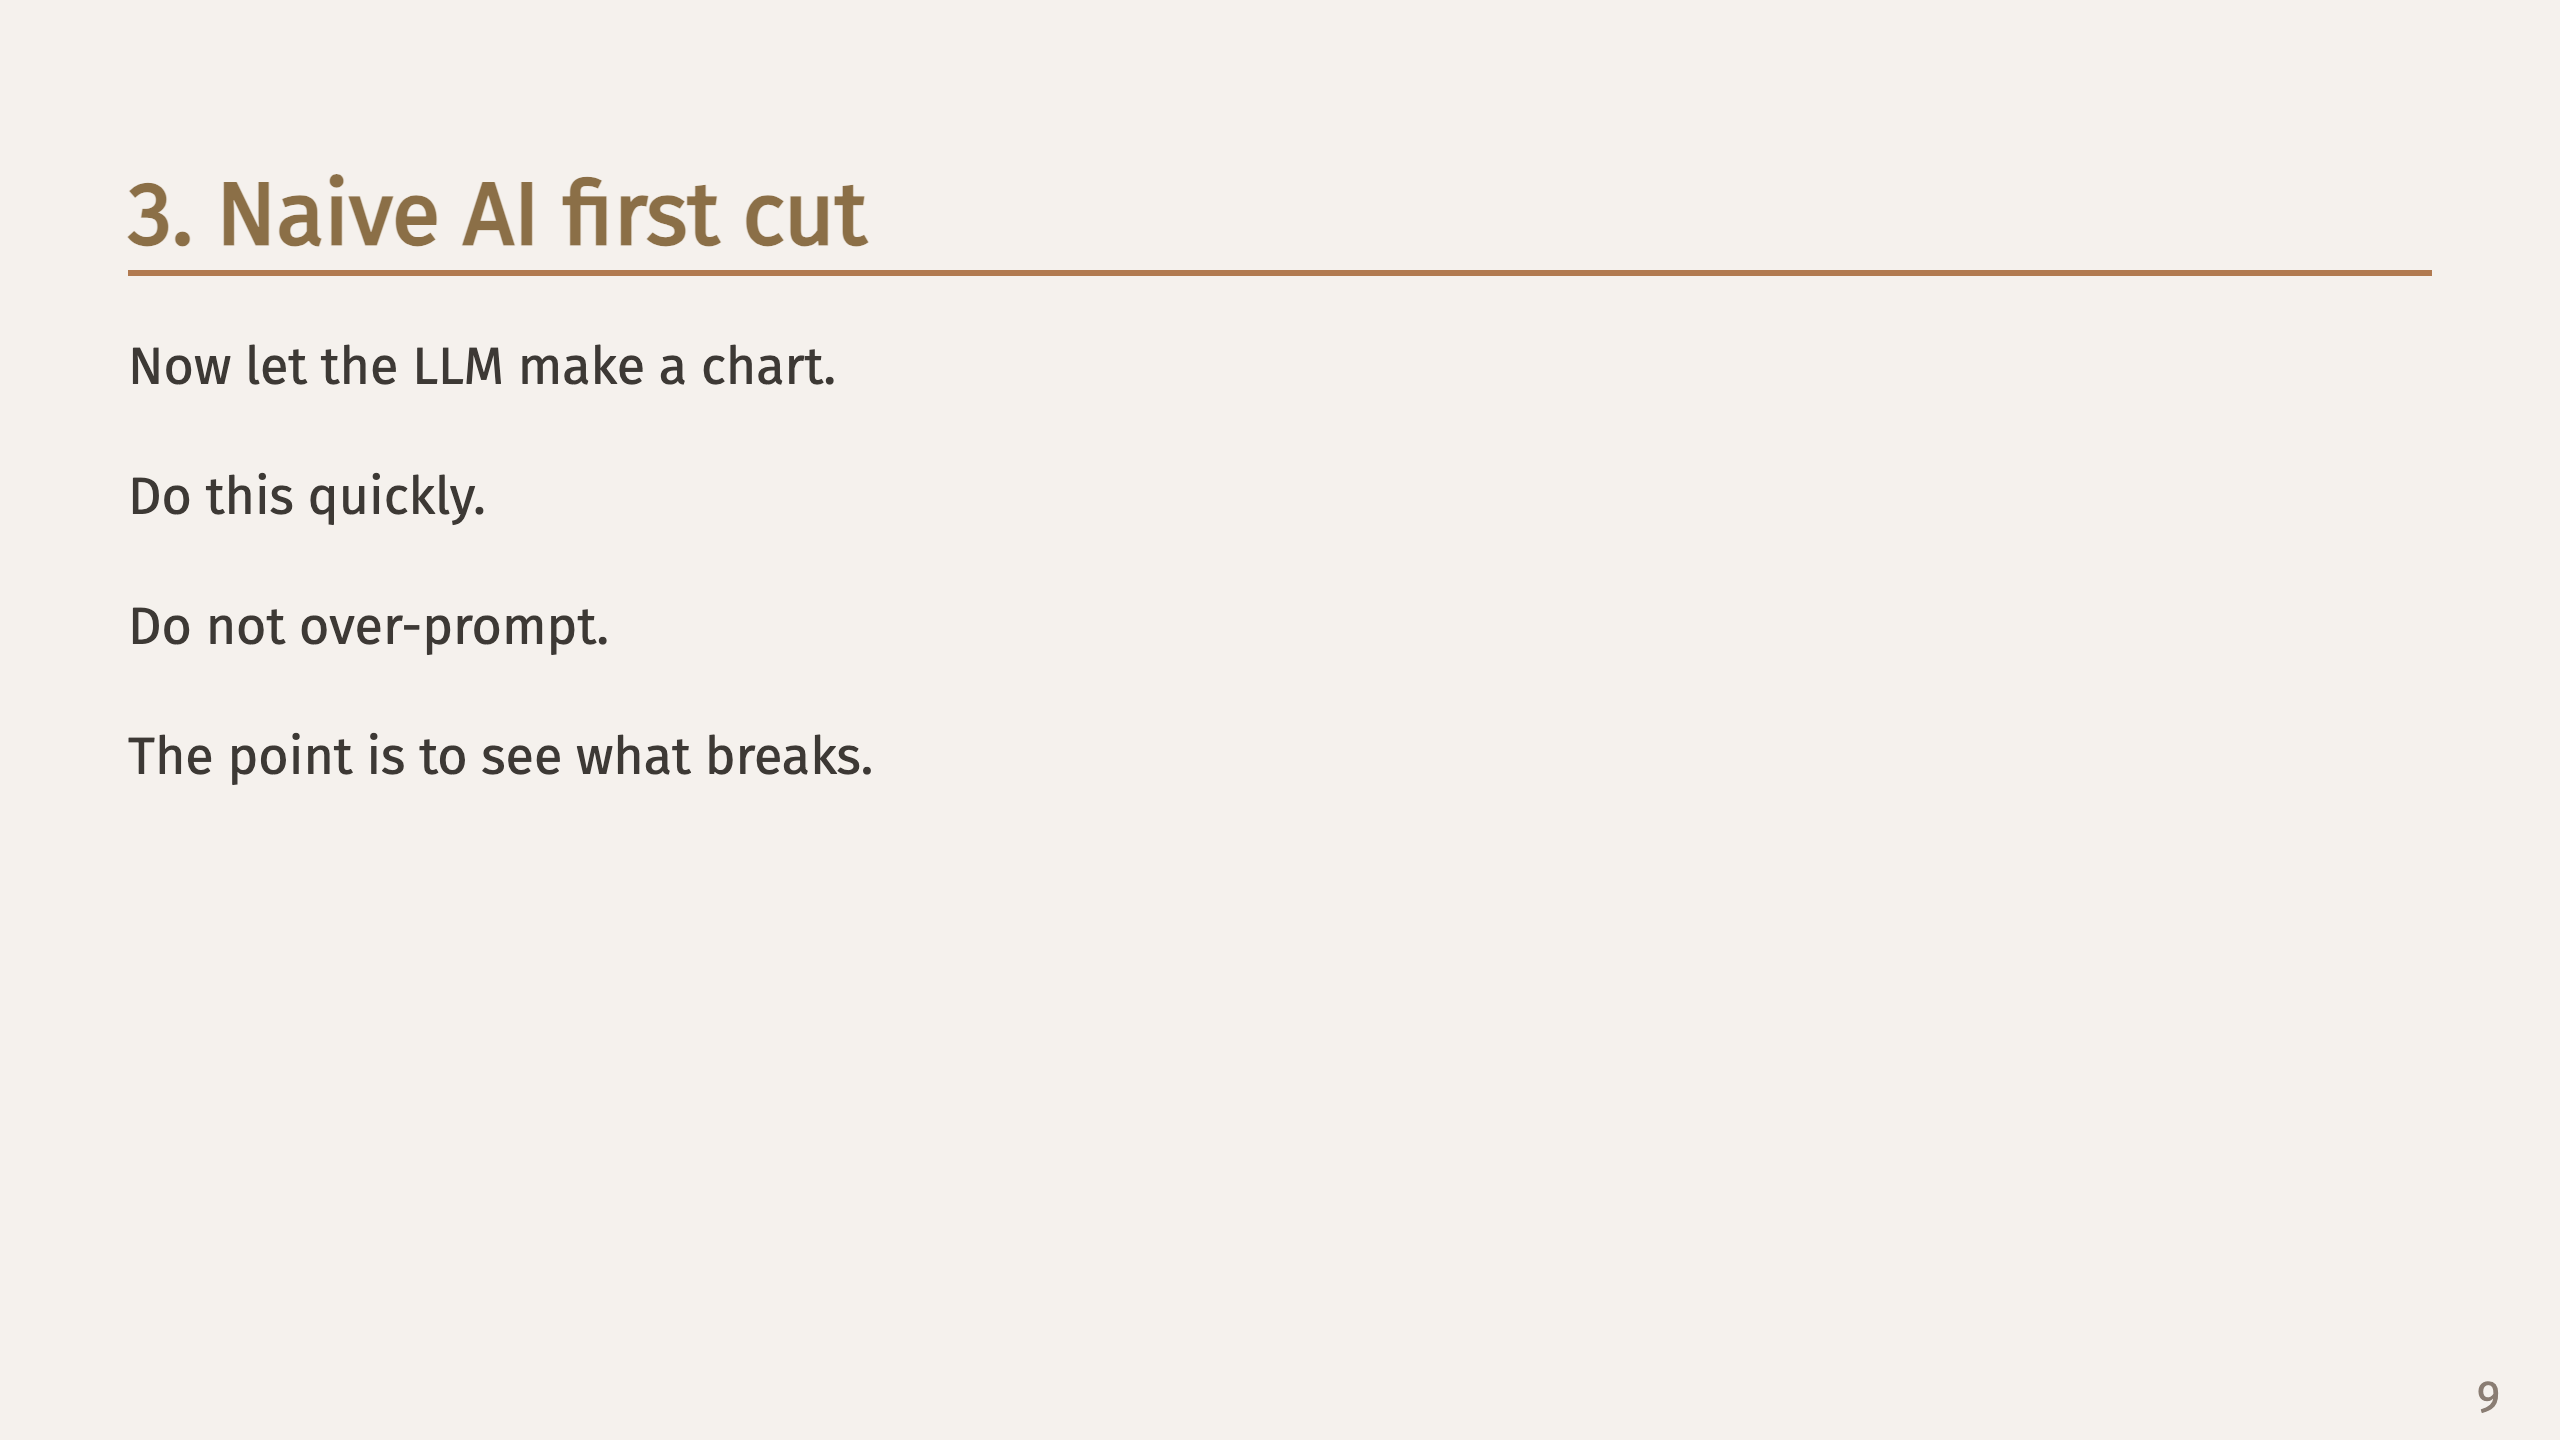 3. Naive AI first cut
Now let the LLM make a chart.
Do this quickly.
Do not over-prompt.
The point is to see what breaks.
9